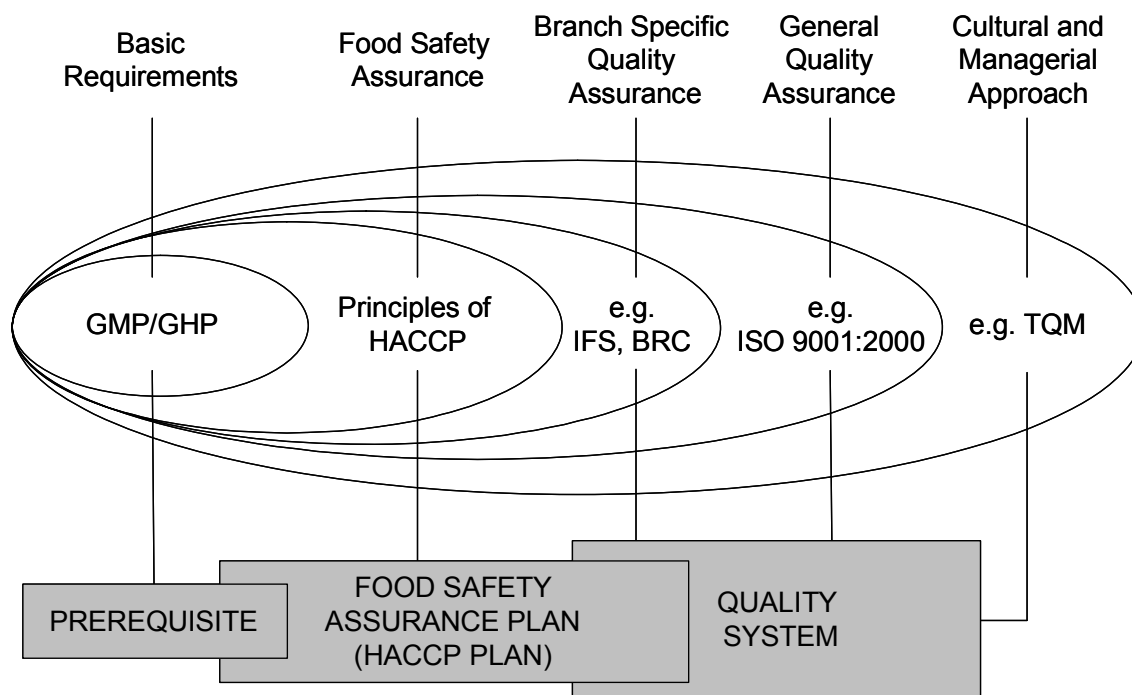 Basic
Requirements
Food Safety
Assurance
Branch Specific
Quality
Assurance
General
Quality
Assurance
Cultural and
Managerial
Approach
GMP/GHP
Principles of
HACCP
e.g.
IFS, BRC
e.g.
ISO 9001:2000
e.g. TQM
PREREQUISITE
FOOD SAFETY
ASSURANCE PLAN
(HACCP PLAN)
QUALITY
SYSTEM